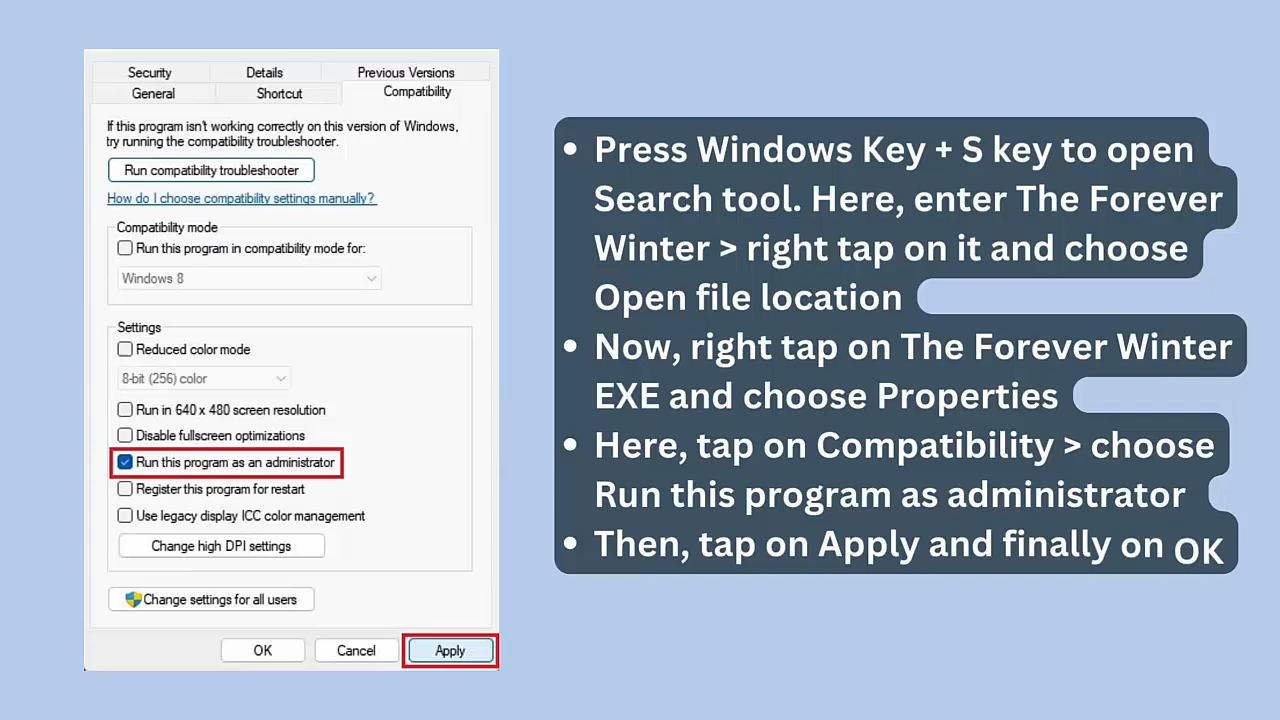 Security Details Previous Versions
General Shortcut Compatibility
If this program isn't working correctly on this version of Windows,
try running the compatibility troubleshooter.
Run compatibility troubleshooter
How do I choose compatibility settings manually?
Compatibility mode
Run this program in compatibility mode for:
Windows 8
Settings
Reduced color mode
8-bit (256) color
Run in 640 x 480 screen resolution
Disable fullscreen optimizations
Run this program as an administrator
Register this program for restart
Use legacy display ICC color management
Change high DPI settings
Change settings for all users
OK Cancel Apply
• Press Windows Key + S key to open
Search tool. Here, enter The Forever
Winter > right tap on it and choose
Open file location
• Now, right tap on The Forever Winter
EXE and choose Properties
• Here, tap on Compatibility > choose
Run this program as administrator
• Then, tap on Apply and finally on OK